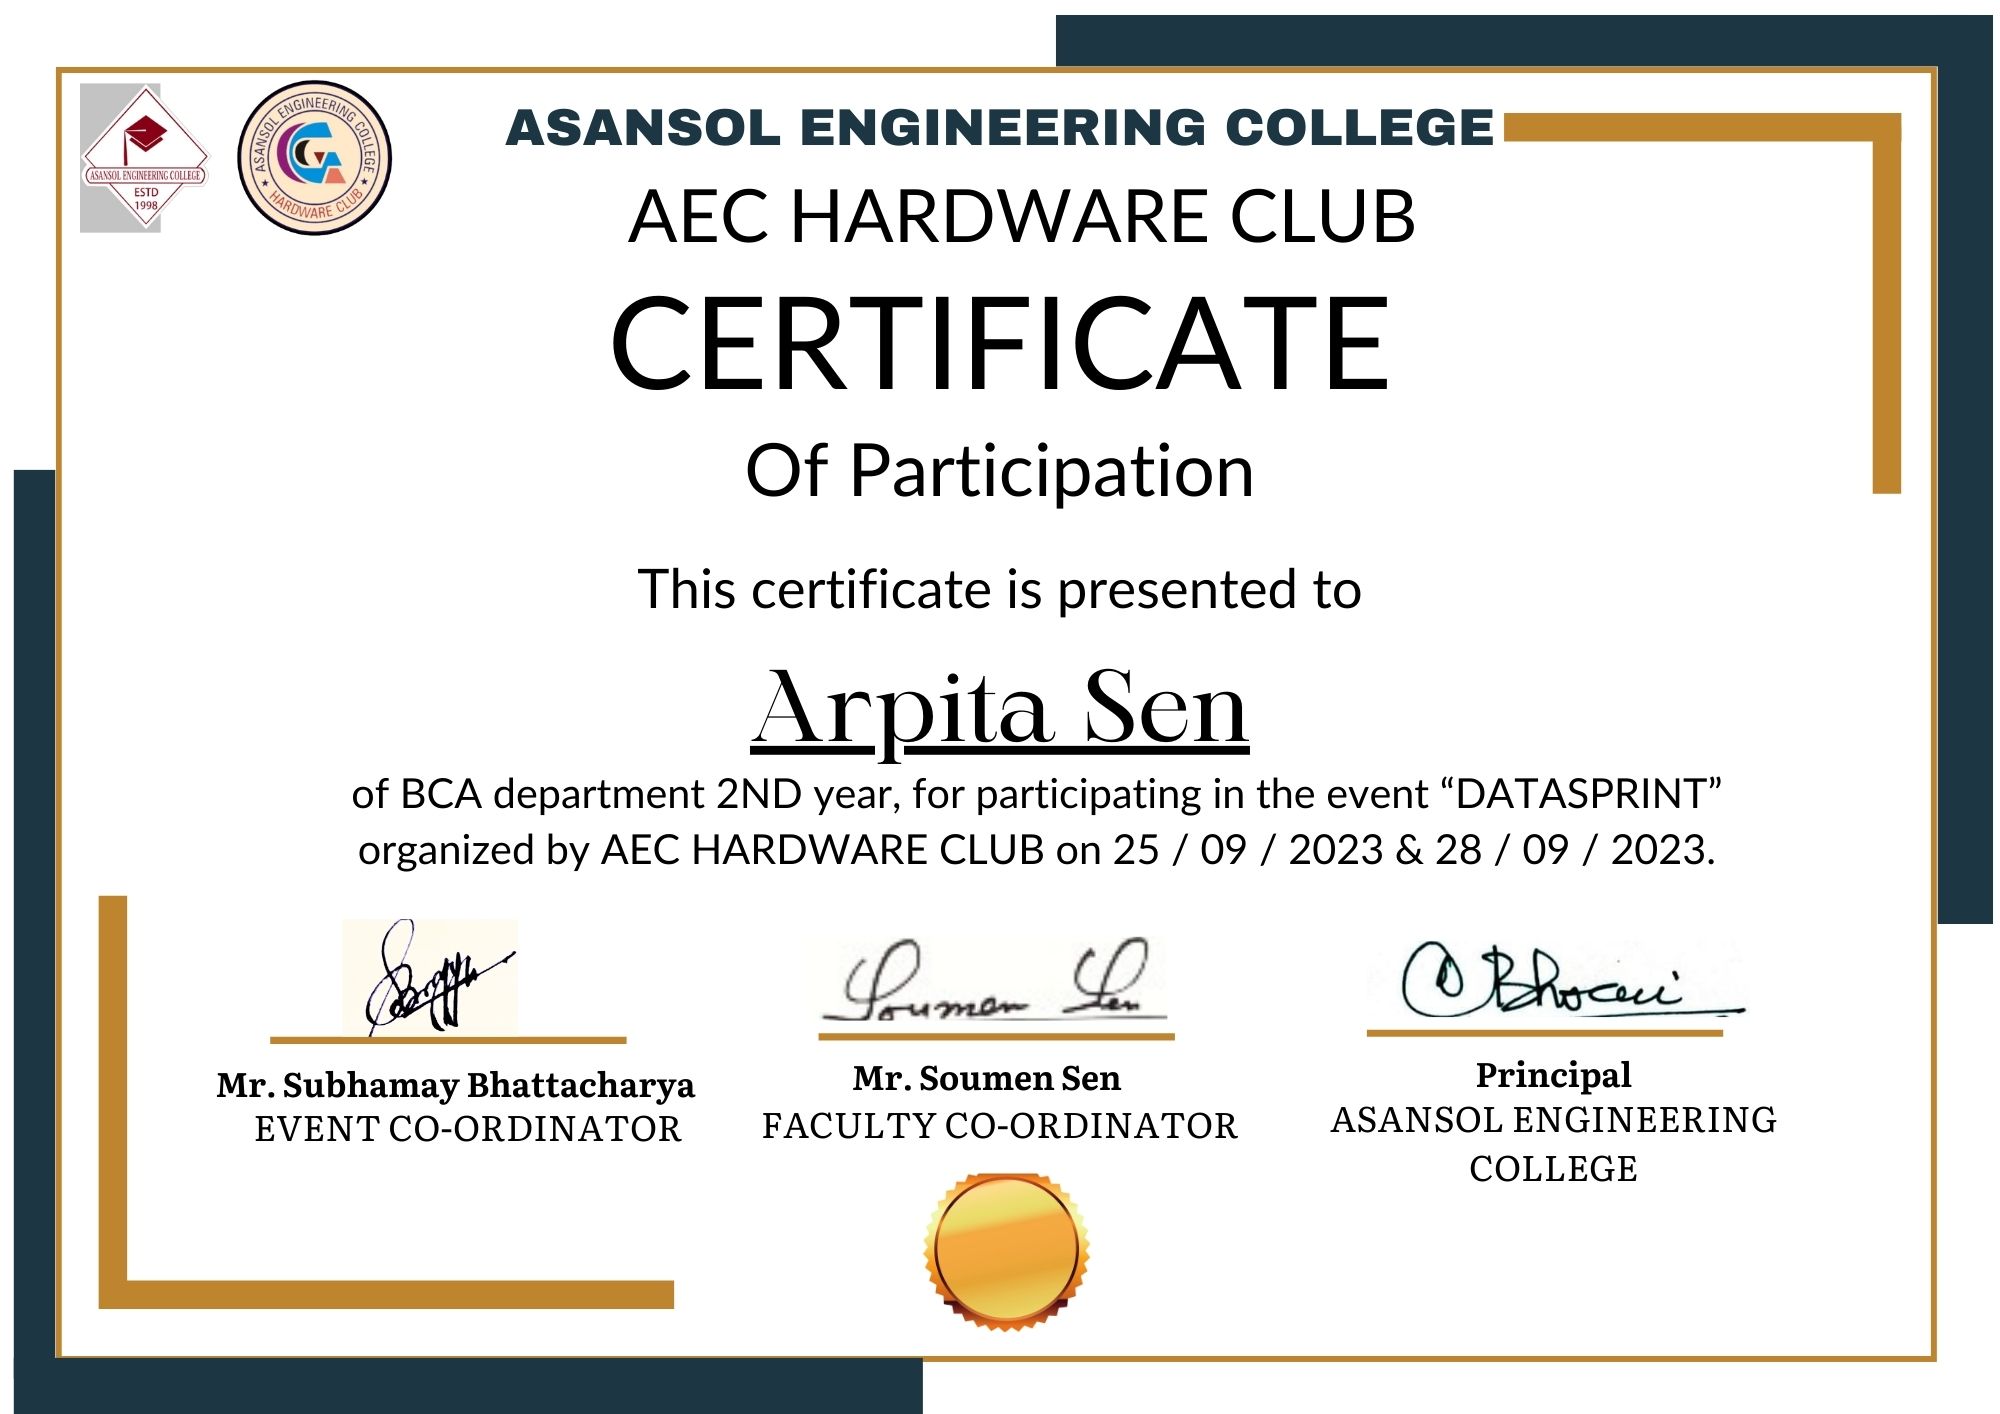 ASANSOL ENGINEERING COLLEGE
ESTD
1998
ASANSOL ENGINEERING COLLEGE
HARDWARE CLUB
ASANSOL ENGINEERING COLLEGE
AEC HARDWARE CLUB
CERTIFICATE
Of Participation
This certificate is presented to
Arpita Sen
of BCA department 2ND year, for participating in the event “DATASPRINT”
organized by AEC HARDWARE CLUB on 25 / 09 / 2023 & 28 / 09 / 2023.
Soumen Sen
Mr. Subhamay Bhattacharya
EVENT CO-ORDINATOR
Mr. Soumen Sen
FACULTY CO-ORDINATOR
Principal
ASANSOL ENGINEERING
COLLEGE